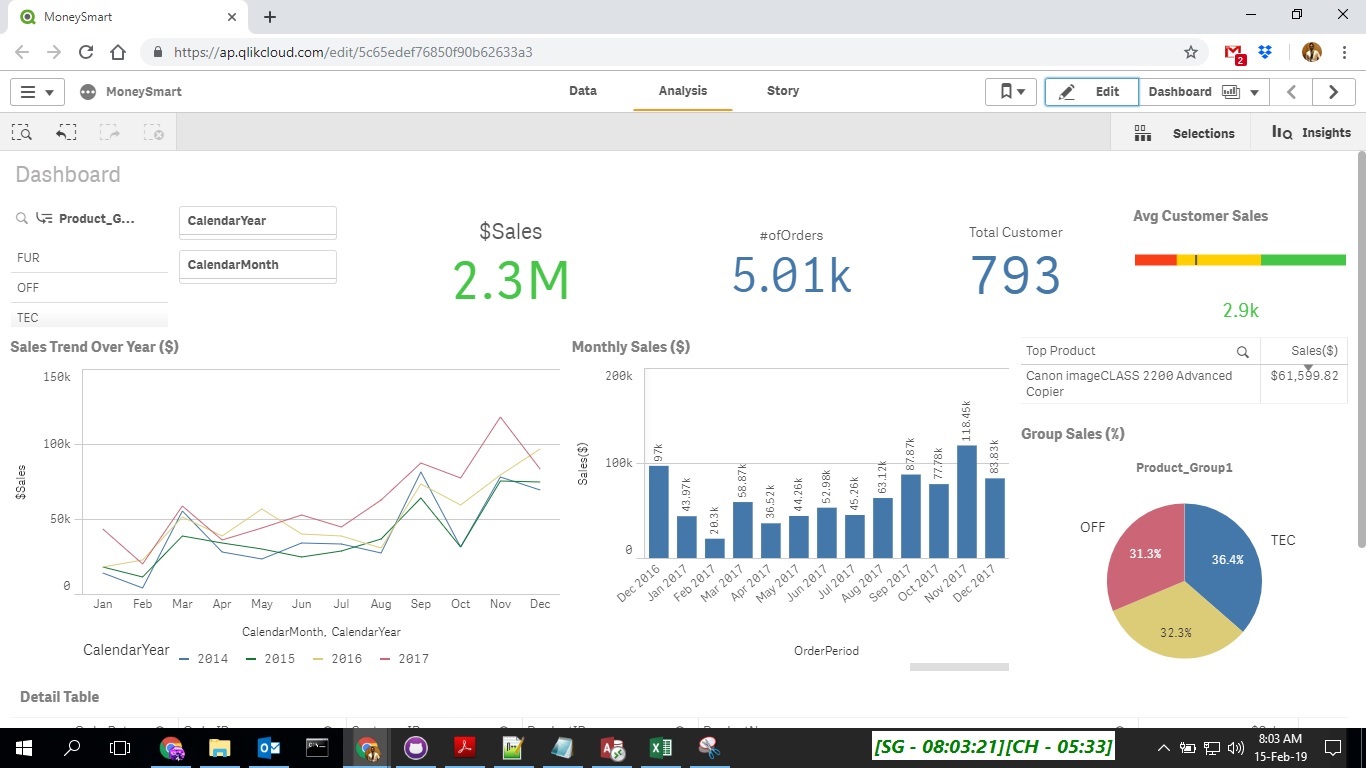 MoneySmart
https://ap.qlikcloud.com/edit/5c65edef76850f90b62633a3
2
MoneySmart
Data
Analysis
Story
Edit
Dashboard
Selections
Insights
Dashboard
Product_G...
FUR
OFF
TEC
CalendarYear
CalendarMonth
$Sales
2.3M
#ofOrders
5.01k
Total Customer
793
Avg Customer Sales
2.9k
Sales Trend Over Year ($)
$Sales
150k
100k
50k
0
Jan Feb Mar Apr May Jun Jul Aug Sep Oct Nov Dec
CalendarMonth, CalendarYear
CalendarYear 2014 2015 2016 2017
Monthly Sales ($)
Sales($)
200k
100k
0
97k 43.97k 20.3k 58.87k 36.52k 44.26k 52.98k 45.26k 63.12k 87.87k 77.78k 118.45k 83.83k
Dec 2016 Jan 2017 Feb 2017 Mar 2017 Apr 2017 May 2017 Jun 2017 Jul 2017 Aug 2017 Sep 2017 Oct 2017 Nov 2017 Dec 2017
OrderPeriod
Top Product Sales($)
Canon imageCLASS 2200 Advanced $61,599.82
Copier
Group Sales (%)
Product_Group1
OFF
TEC
31.3%
36.4%
32.3%
Detail Table
[SG - 08:03:21][CH - 05:33]
8:03 AM
15-Feb-19